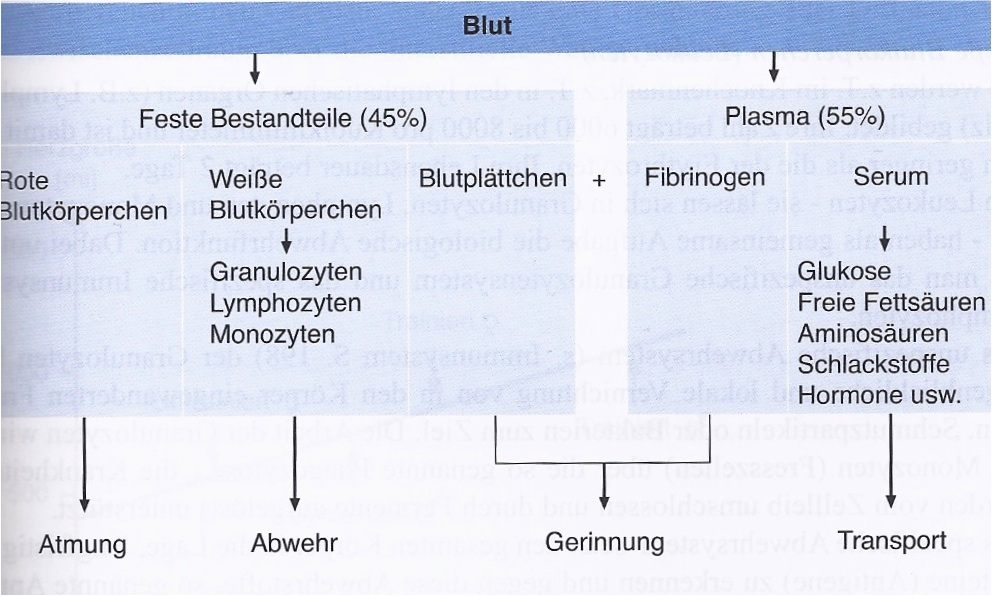 Blut
Feste Bestandteile (45%)
Plasma (55%)
Rote
Blutkörperchen
Weiße
Blutkörperchen
Granulozyten
Lymphozyten
Monozyten
Blutplättchen + Fibrinogen
Serum
Glukose
Freie Fettsäuren
Aminosäuren
Schlackstoffe
Hormone usw.
Atmung
Abwehr
Gerinnung
Transport